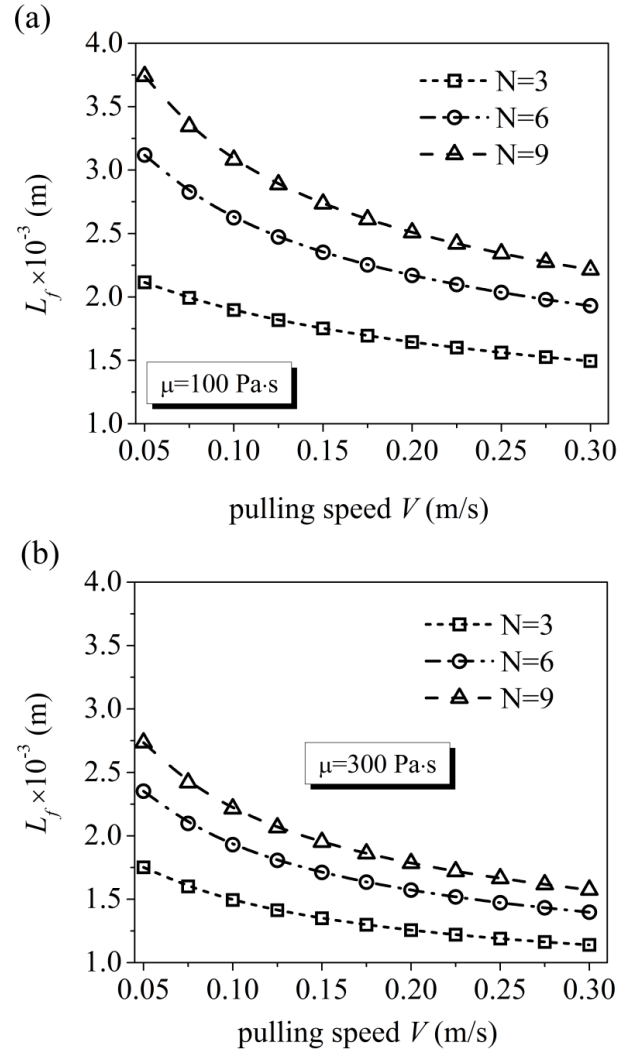 (a)
4.0
3.5
3.0
2.5
2.0
1.5
1.0
L_f ×10⁻³ (m)
N=3
N=6
N=9
μ=100 Pa·s
0.05 0.10 0.15 0.20 0.25 0.30
pulling speed V (m/s)
(b)
4.0
3.5
3.0
2.5
2.0
1.5
1.0
L_f ×10⁻³ (m)
N=3
N=6
N=9
μ=300 Pa·s
0.05 0.10 0.15 0.20 0.25 0.30
pulling speed V (m/s)